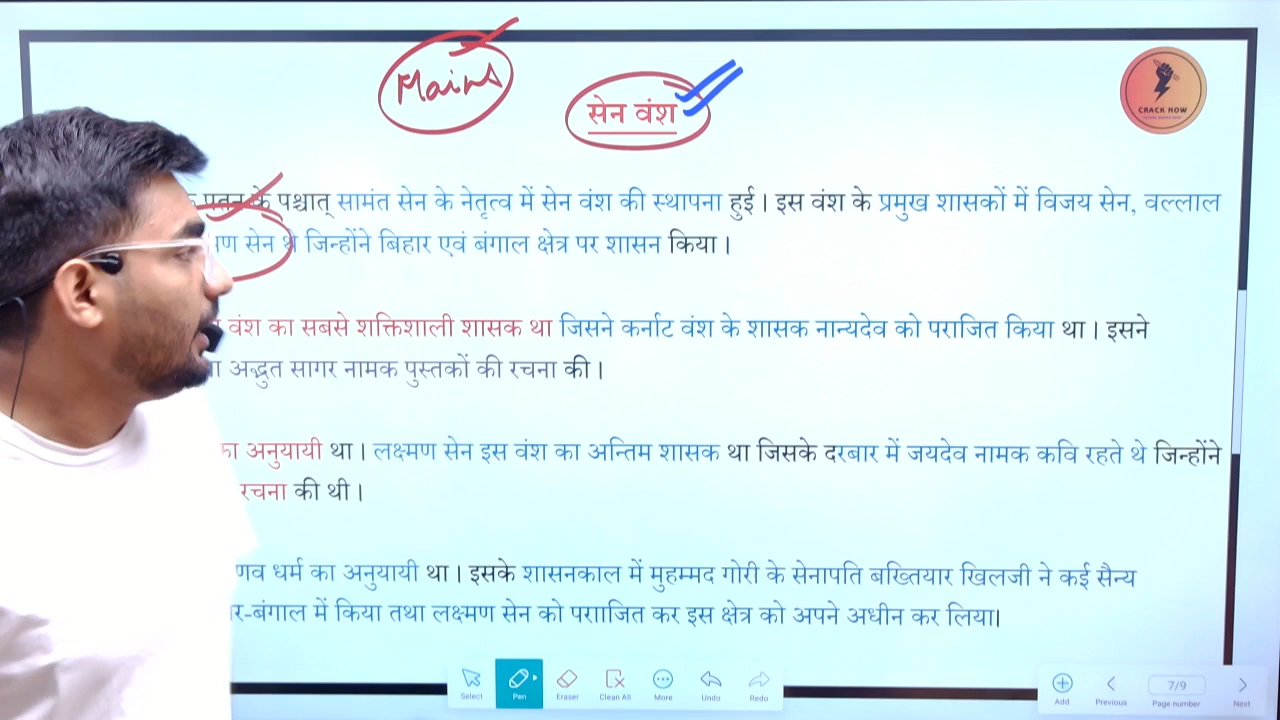 Mains
सेन वंश
CRACK NOW
पतन के पश्चात् सामंत सेन के नेतृत्व में सेन वंश की स्थापना हुई। इस वंश के प्रमुख शासकों में विजय सेन, वल्लाल
सेन थे जिन्होंने बिहार एवं बंगाल क्षेत्र पर शासन किया।
वंश का सबसे शक्तिशाली शासक था जिसने कर्नाट वंश के शासक नान्यदेव को पराजित किया था। इसने
अद्भुत सागर नामक पुस्तकों की रचना की।
का अनुयायी था। लक्ष्मण सेन इस वंश का अन्तिम शासक था जिसके दरबार में जयदेव नामक कवि रहते थे जिन्होंने
रचना की थी।
धर्म का अनुयायी था। इसके शासनकाल में मुहम्मद गोरी के सेनापति बख्तियार खिलजी ने कई सैन्य
र-बंगाल में किया तथा लक्ष्मण सेन को परााजित कर इस क्षेत्र को अपने अधीन कर लिया।
Select Pen Eraser Clean All More Undo Redo
Add Previous 7/9 Page number Next